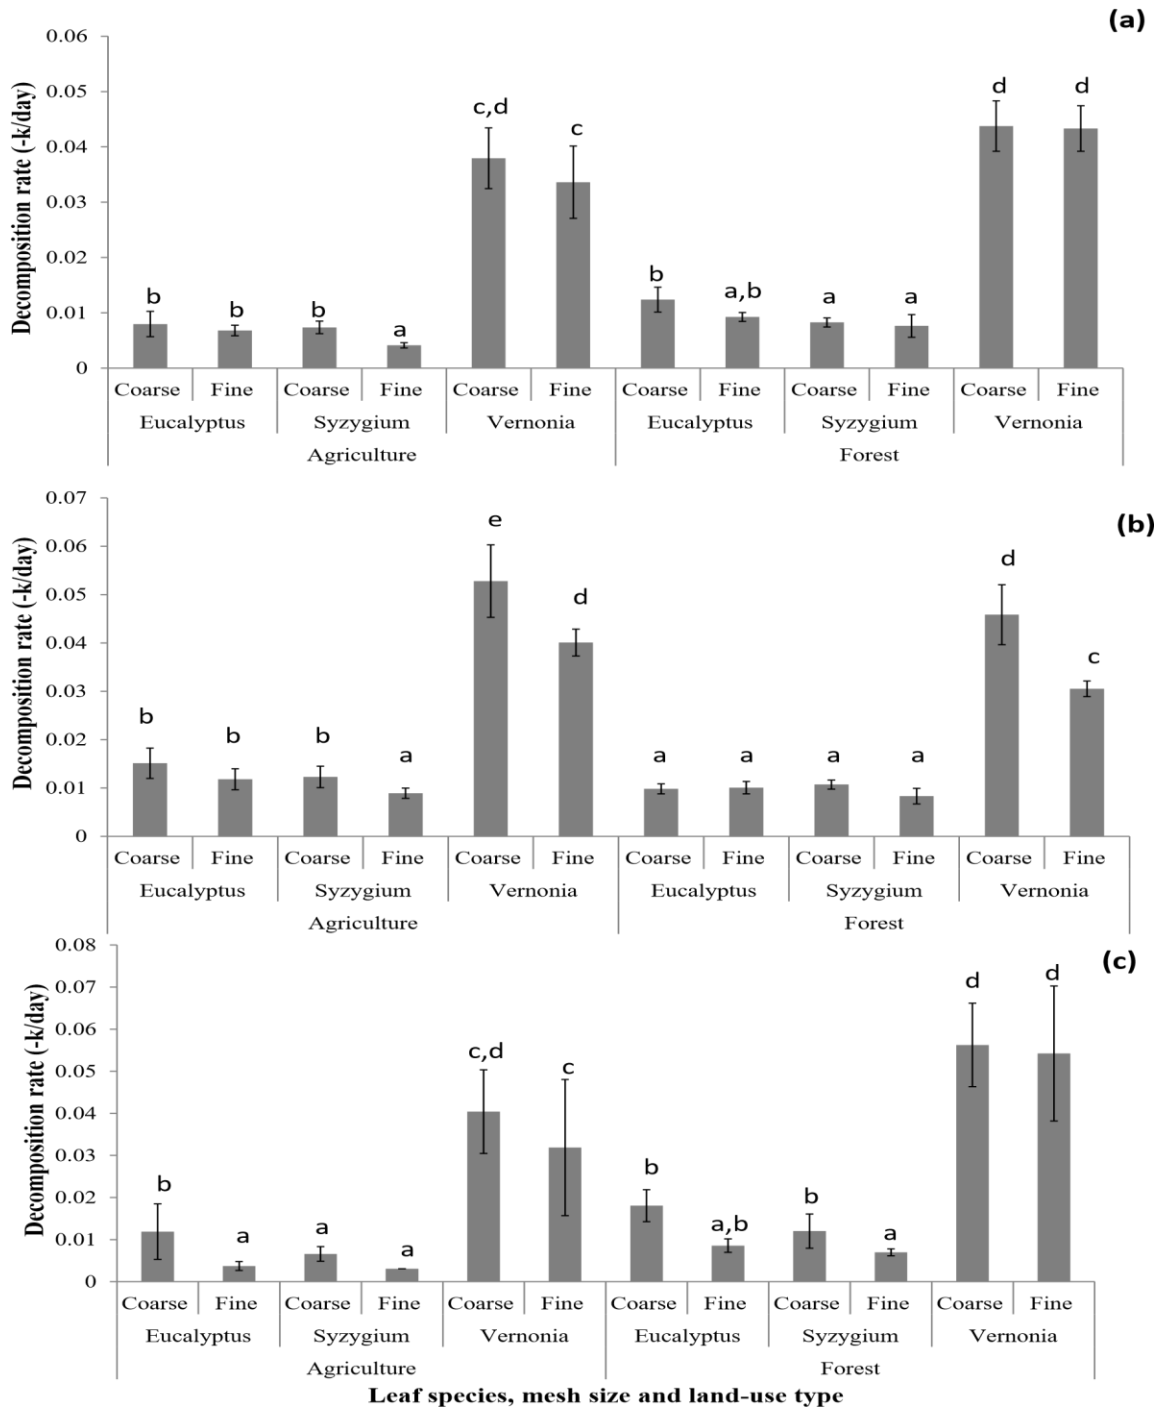 (a)
Decomposition rate (-k/day)
0.06
0.05
0.04
0.03
0.02
0.01
0
b b b a c,d c b a,b a a d d
Coarse Fine Coarse Fine Coarse Fine Coarse Fine Coarse Fine Coarse Fine
Eucalyptus Syzygium Vernonia Eucalyptus Syzygium Vernonia
Agriculture Forest
(b)
Decomposition rate (-k/day)
0.07
0.06
0.05
0.04
0.03
0.02
0.01
0
b b b a e d a a a a d c
Coarse Fine Coarse Fine Coarse Fine Coarse Fine Coarse Fine Coarse Fine
Eucalyptus Syzygium Vernonia Eucalyptus Syzygium Vernonia
Agriculture Forest
(c)
Decomposition rate (-k/day)
0.08
0.07
0.06
0.05
0.04
0.03
0.02
0.01
0
b a a a c,d c b a,b b a d d
Coarse Fine Coarse Fine Coarse Fine Coarse Fine Coarse Fine Coarse Fine
Eucalyptus Syzygium Vernonia Eucalyptus Syzygium Vernonia
Agriculture Forest
Leaf species, mesh size and land-use type